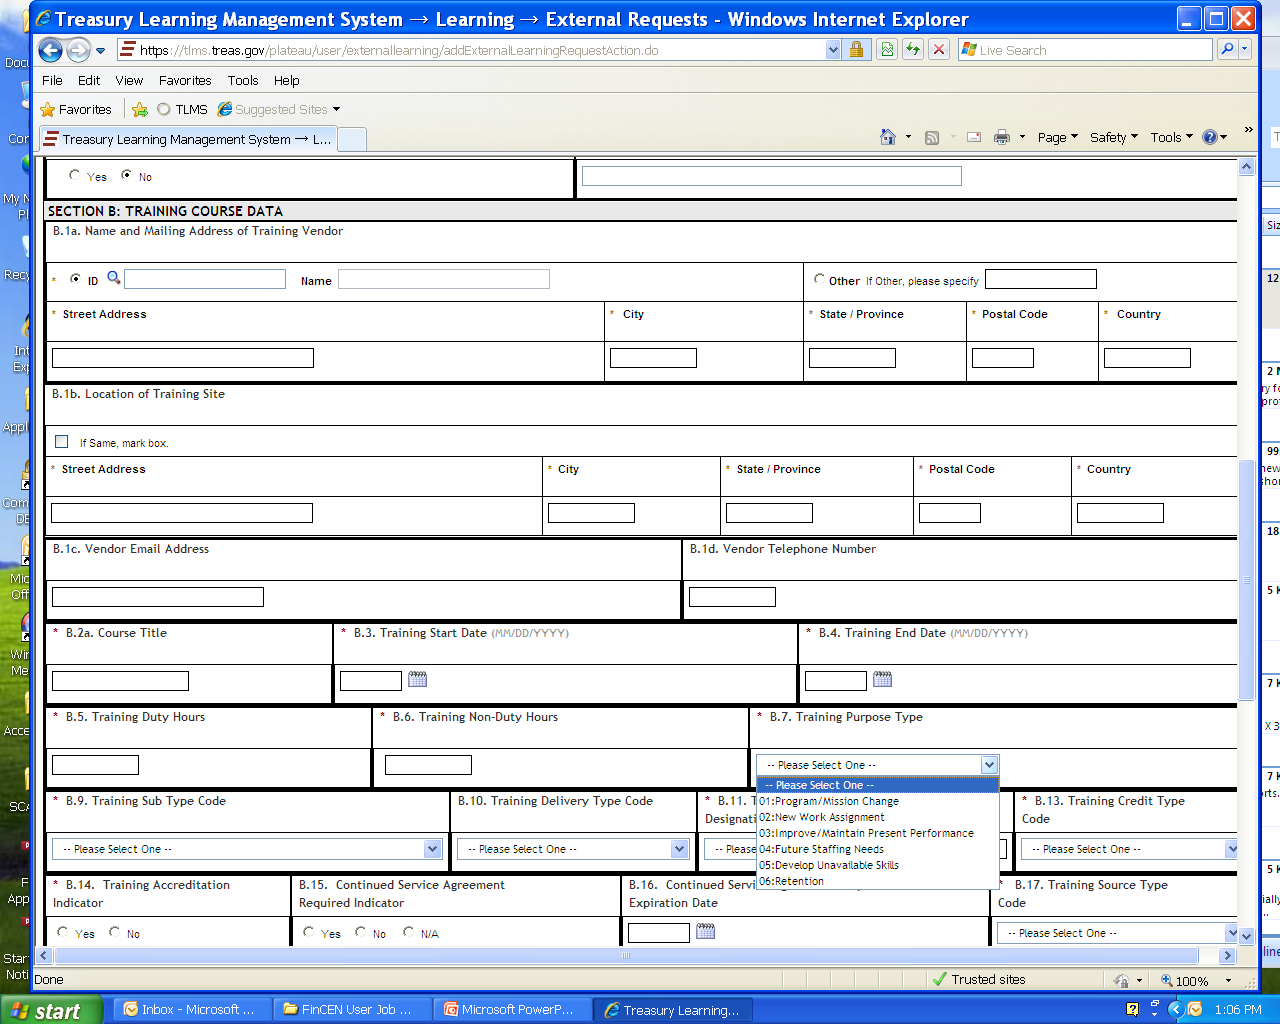 Treasury Learning Management System → Learning → External Requests - Windows Internet Explorer
https://tlms.treas.gov/plateau/user/externallearning/addExternalLearningRequestAction.do
Live Search
File Edit View Favorites Tools Help
Favorites TLMS Suggested Sites
Treasury Learning Management System → L...
Page Safety Tools
Yes No
SECTION B: TRAINING COURSE DATA
B.1a. Name and Mailing Address of Training Vendor
* ID Name Other If Other, please specify
* Street Address * City * State / Province * Postal Code * Country
B.1b. Location of Training Site
If Same, mark box.
* Street Address * City * State / Province * Postal Code * Country
B.1c. Vendor Email Address B.1d. Vendor Telephone Number
* B.2a. Course Title * B.3. Training Start Date (MM/DD/YYYY) * B.4. Training End Date (MM/DD/YYYY)
* B.5. Training Duty Hours * B.6. Training Non-Duty Hours * B.7. Training Purpose Type
-- Please Select One --
-- Please Select One --
01:Program/Mission Change
02:New Work Assignment
03:Improve/Maintain Present Performance
04:Future Staffing Needs
05:Develop Unavailable Skills
06:Retention
* B.9. Training Sub Type Code B.10. Training Delivery Type Code * B.11. T
Designati
* B.13. Training Credit Type
Code
-- Please Select One -- -- Please Select One -- -- Pleas -- Please Select One --
* B.14. Training Accreditation
Indicator
B.15. Continued Service Agreement
Required Indicator
B.16. Continued Servi
Expiration Date
* B.17. Training Source Type
Code
Yes No Yes No N/A -- Please Select One --
Done Trusted sites 100%
start Inbox - Microsoft ... FinCEN User Job ... Microsoft PowerP... Treasury Learning... 1:06 PM